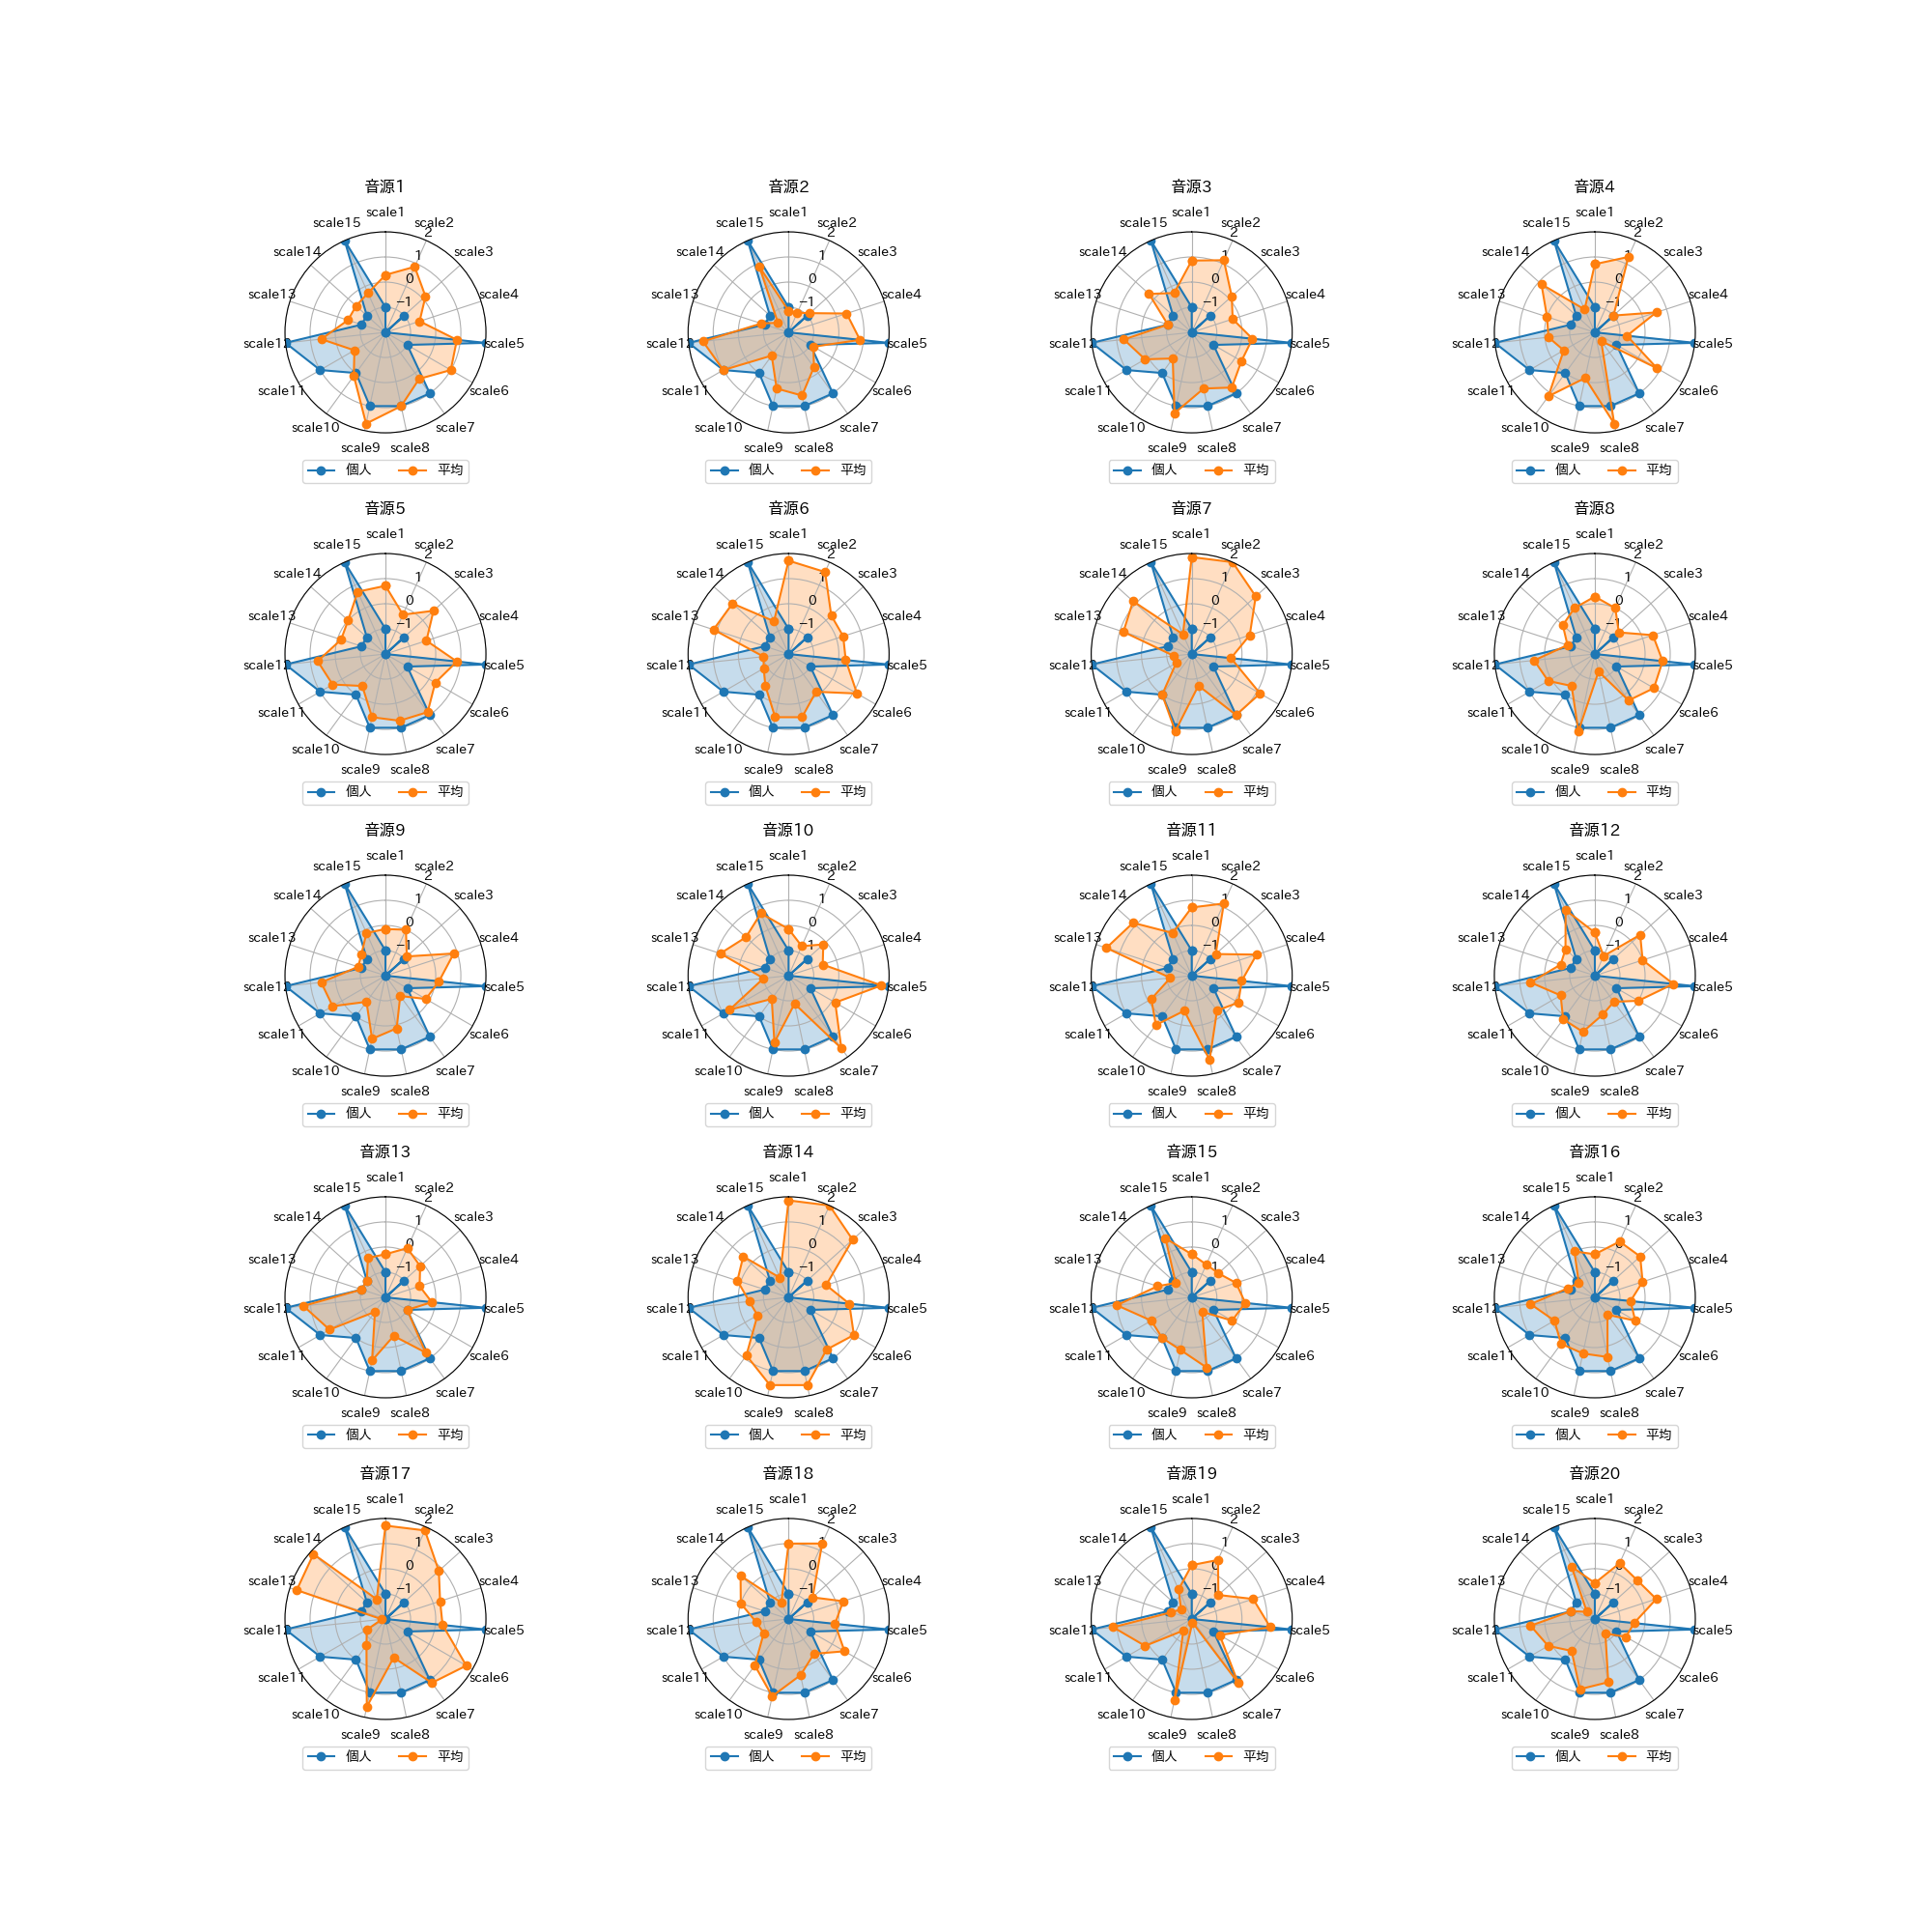 音源1
scale1
scale2
scale3
scale4
scale5
scale6
scale7
scale8
scale9
scale10
scale11
scale12
scale13
scale14
scale15
−1
0
1
2
個人 平均
音源2
scale1
scale2
scale3
scale4
scale5
scale6
scale7
scale8
scale9
scale10
scale11
scale12
scale13
scale14
scale15
−1
0
1
2
個人 平均
音源3
scale1
scale2
scale3
scale4
scale5
scale6
scale7
scale8
scale9
scale10
scale11
scale12
scale13
scale14
scale15
−1
0
1
2
個人 平均
音源4
scale1
scale2
scale3
scale4
scale5
scale6
scale7
scale8
scale9
scale10
scale11
scale12
scale13
scale14
scale15
−1
0
1
2
個人 平均
音源5
scale1
scale2
scale3
scale4
scale5
scale6
scale7
scale8
scale9
scale10
scale11
scale12
scale13
scale14
scale15
−1
0
1
2
個人 平均
音源6
scale1
scale2
scale3
scale4
scale5
scale6
scale7
scale8
scale9
scale10
scale11
scale12
scale13
scale14
scale15
−1
0
1
2
個人 平均
音源7
scale1
scale2
scale3
scale4
scale5
scale6
scale7
scale8
scale9
scale10
scale11
scale12
scale13
scale14
scale15
−1
0
1
2
個人 平均
音源8
scale1
scale2
scale3
scale4
scale5
scale6
scale7
scale8
scale9
scale10
scale11
scale12
scale13
scale14
scale15
−1
0
1
2
個人 平均
音源9
scale1
scale2
scale3
scale4
scale5
scale6
scale7
scale8
scale9
scale10
scale11
scale12
scale13
scale14
scale15
−1
0
1
2
個人 平均
音源10
scale1
scale2
scale3
scale4
scale5
scale6
scale7
scale8
scale9
scale10
scale11
scale12
scale13
scale14
scale15
−1
0
1
2
個人 平均
音源11
scale1
scale2
scale3
scale4
scale5
scale6
scale7
scale8
scale9
scale10
scale11
scale12
scale13
scale14
scale15
−1
0
1
2
個人 平均
音源12
scale1
scale2
scale3
scale4
scale5
scale6
scale7
scale8
scale9
scale10
scale11
scale12
scale13
scale14
scale15
−1
0
1
2
個人 平均
音源13
scale1
scale2
scale3
scale4
scale5
scale6
scale7
scale8
scale9
scale10
scale11
scale12
scale13
scale14
scale15
−1
0
1
2
個人 平均
音源14
scale1
scale2
scale3
scale4
scale5
scale6
scale7
scale8
scale9
scale10
scale11
scale12
scale13
scale14
scale15
−1
0
1
2
個人 平均
音源15
scale1
scale2
scale3
scale4
scale5
scale6
scale7
scale8
scale9
scale10
scale11
scale12
scale13
scale14
scale15
−1
0
1
2
個人 平均
音源16
scale1
scale2
scale3
scale4
scale5
scale6
scale7
scale8
scale9
scale10
scale11
scale12
scale13
scale14
scale15
−1
0
1
2
個人 平均
音源17
scale1
scale2
scale3
scale4
scale5
scale6
scale7
scale8
scale9
scale10
scale11
scale12
scale13
scale14
scale15
−1
0
1
2
個人 平均
音源18
scale1
scale2
scale3
scale4
scale5
scale6
scale7
scale8
scale9
scale10
scale11
scale12
scale13
scale14
scale15
−1
0
1
2
個人 平均
音源19
scale1
scale2
scale3
scale4
scale5
scale6
scale7
scale8
scale9
scale10
scale11
scale12
scale13
scale14
scale15
−1
0
1
2
個人 平均
音源20
scale1
scale2
scale3
scale4
scale5
scale6
scale7
scale8
scale9
scale10
scale11
scale12
scale13
scale14
scale15
−1
0
1
2
個人 平均